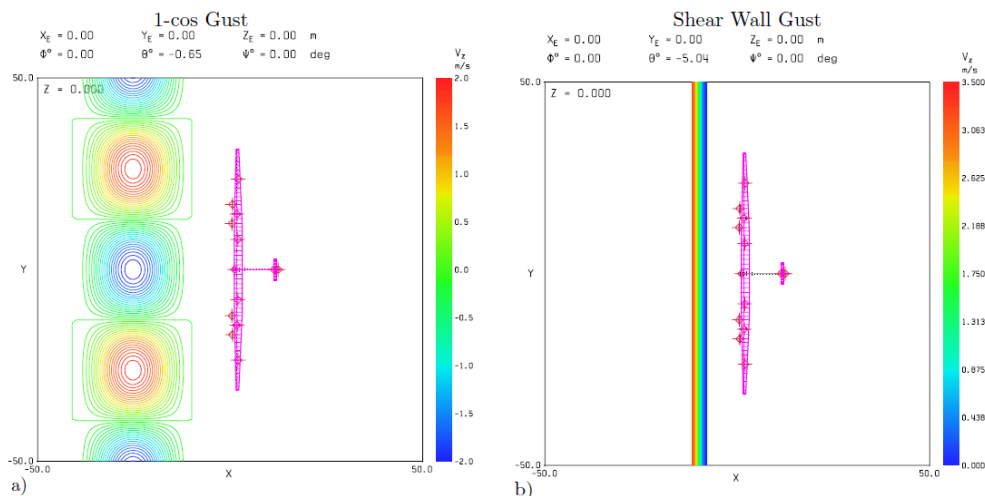 1-cos Gust
X_E = 0.00 Y_E = 0.00 Z_E = 0.00 m
Φ° = 0.00 θ° = -0.65 Ψ° = 0.00 deg
V_z
m/s
50.0
Z = 0.000
2.0
1.5
1.0
0.5
0.0
-0.5
-1.0
-1.5
-2.0
Y
-50.0
-50.0
X
50.0
a)
Shear Wall Gust
X_E = 0.00 Y_E = 0.00 Z_E = 0.00 m
Φ° = 0.00 θ° = -5.04 Ψ° = 0.00 deg
V_z
m/s
50.0
Z = 0.000
3.500
3.063
2.625
2.188
1.750
1.313
0.875
0.438
0.000
Y
-50.0
-50.0
X
50.0
b)